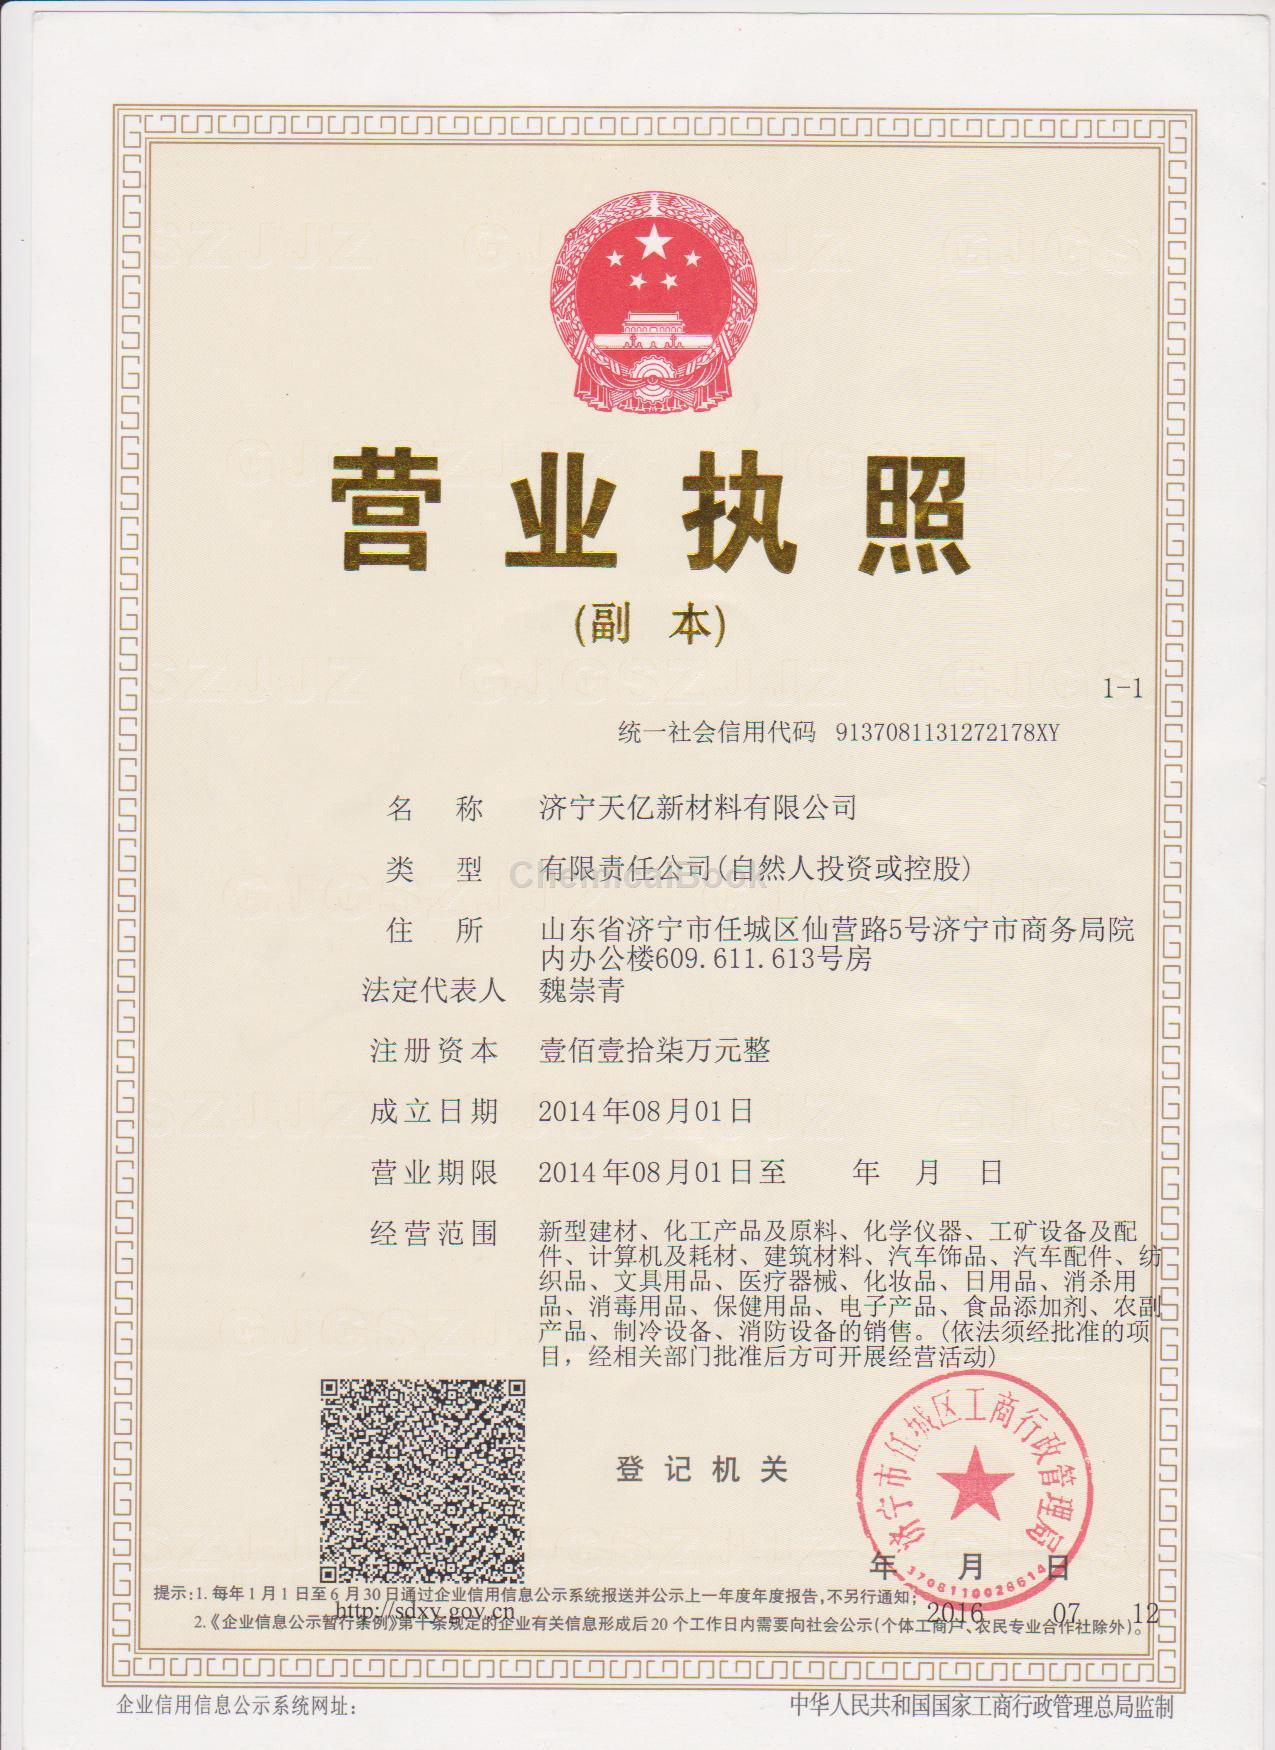 营业执照
(副 本)
1-1
统一社会信用代码 9137081131272178XY
名 称 济宁天亿新材料有限公司
类 型 有限责任公司(自然人投资或控股)
ChemicalBook
住 所 山东省济宁市任城区仙营路5号济宁市商务局院
内办公楼609.611.613号房
法定代表人 魏崇青
注册资本 壹佰壹拾柒万元整
成立日期 2014年08月01日
营业期限 2014年08月01日至 年 月 日
经营范围 新型建材、化工产品及原料、化学仪器、工矿设备及配
件、计算机及耗材、建筑材料、汽车饰品、汽车配件、纺
织品、文具用品、医疗器械、化妆品、日用品、消杀用
品、消毒用品、保健用品、电子产品、食品添加剂、农副
产品、制冷设备、消防设备的销售。(依法须经批准的项
目，经相关部门批准后方可开展经营活动)
登记机关
济宁市任城区工商行政管理局
3708110028614
年 月 日
2016 07 12
提示:1.每年1月1日至6月30日通过企业信用信息公示系统报送并公示上一年度年度报告,不另行通知;
http://sdxy.gov.cn
2.《企业信息公示暂行条例》第十条规定的企业有关信息形成后20个工作日内需要向社会公示(个体工商户、农民专业合作社除外)。
企业信用信息公示系统网址:
中华人民共和国国家工商行政管理总局监制